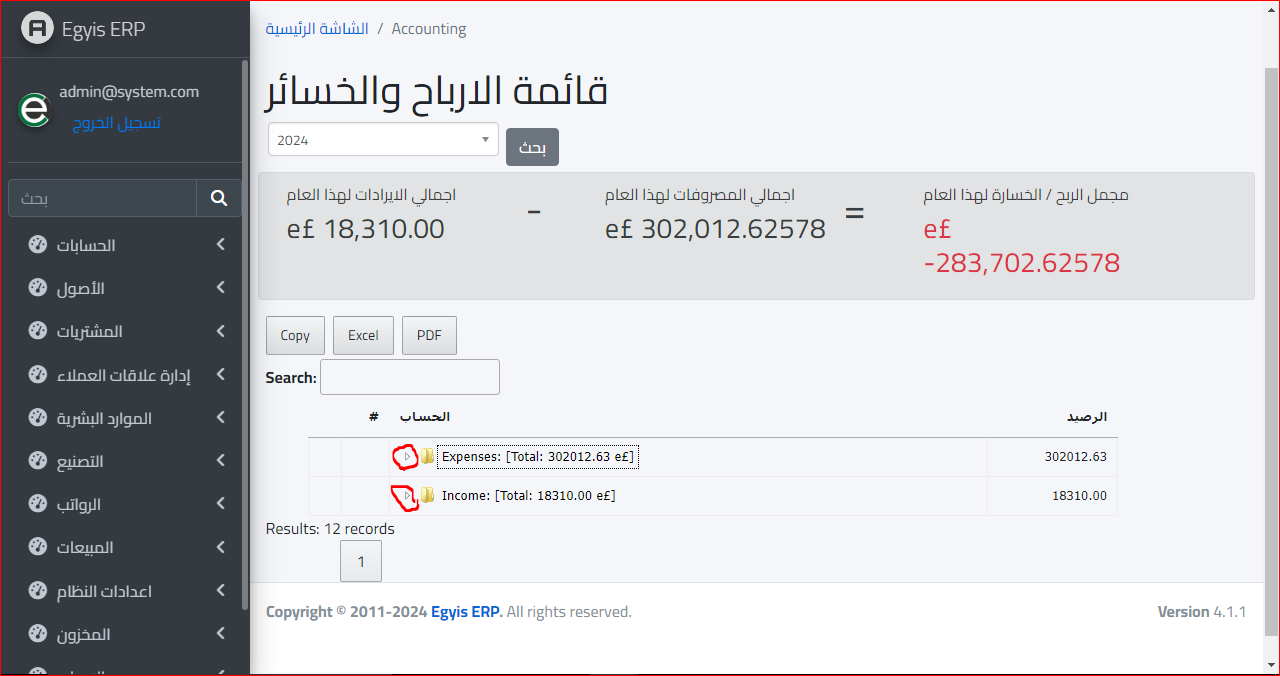 Egyis ERP
admin@system.com
تسجيل الخروج
بحث
الحسابات
الأصول
المشتريات
إدارة علاقات العملاء
الموارد البشرية
التصنيع
الرواتب
المبيعات
اعدادات النظام
المخزون
الشاشة الرئيسية / Accounting
قائمة الارباح والخسائر
2024
بحث
اجمالي الايرادات لهذا العام
e£ 18,310.00
-
اجمالي المصروفات لهذا العام
e£ 302,012.62578
=
مجمل الربح / الخسارة لهذا العام
e£
-283,702.62578
Copy Excel PDF
Search:
# الحساب الرصيد
Expenses: [Total: 302012.63 e£] 302012.63
Income: [Total: 18310.00 e£] 18310.00
Results: 12 records
1
Copyright © 2011-2024 Egyis ERP. All rights reserved. Version 4.1.1